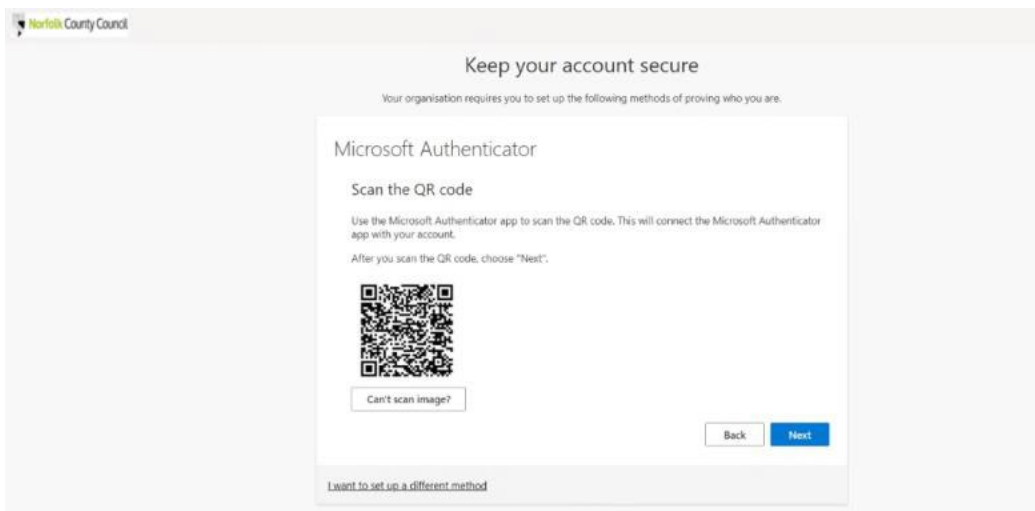 Norfolk County Council
Keep your account secure
Your organisation requires you to set up the following methods of proving who you are.
Microsoft Authenticator
Scan the QR code
Use the Microsoft Authenticator app to scan the QR code. This will connect the Microsoft Authenticator
app with your account.
After you scan the QR code, choose "Next".
Can't scan image?
Back Next
I want to set up a different method